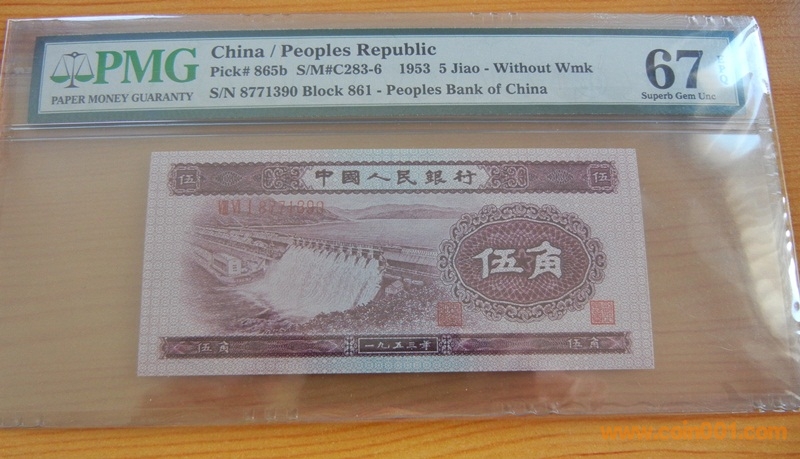 PMG
PAPER MONEY GUARANTY
China / Peoples Republic
Pick# 865b S/M#C283-6 1953 5 Jiao - Without Wmk
S/N 8771390 Block 861 - Peoples Bank of China
67
Superb Gem Unc
伍 中國人民銀行 伍
ⅧⅥⅠ 8771390
伍角
伍角 一九五三年 伍角